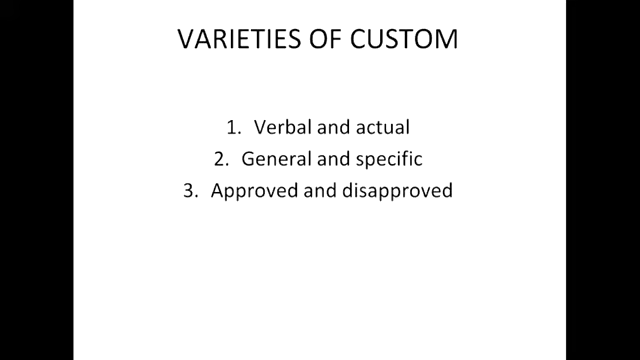 VARIETIES OF CUSTOM
1. Verbal and actual
2. General and specific
3. Approved and disapproved